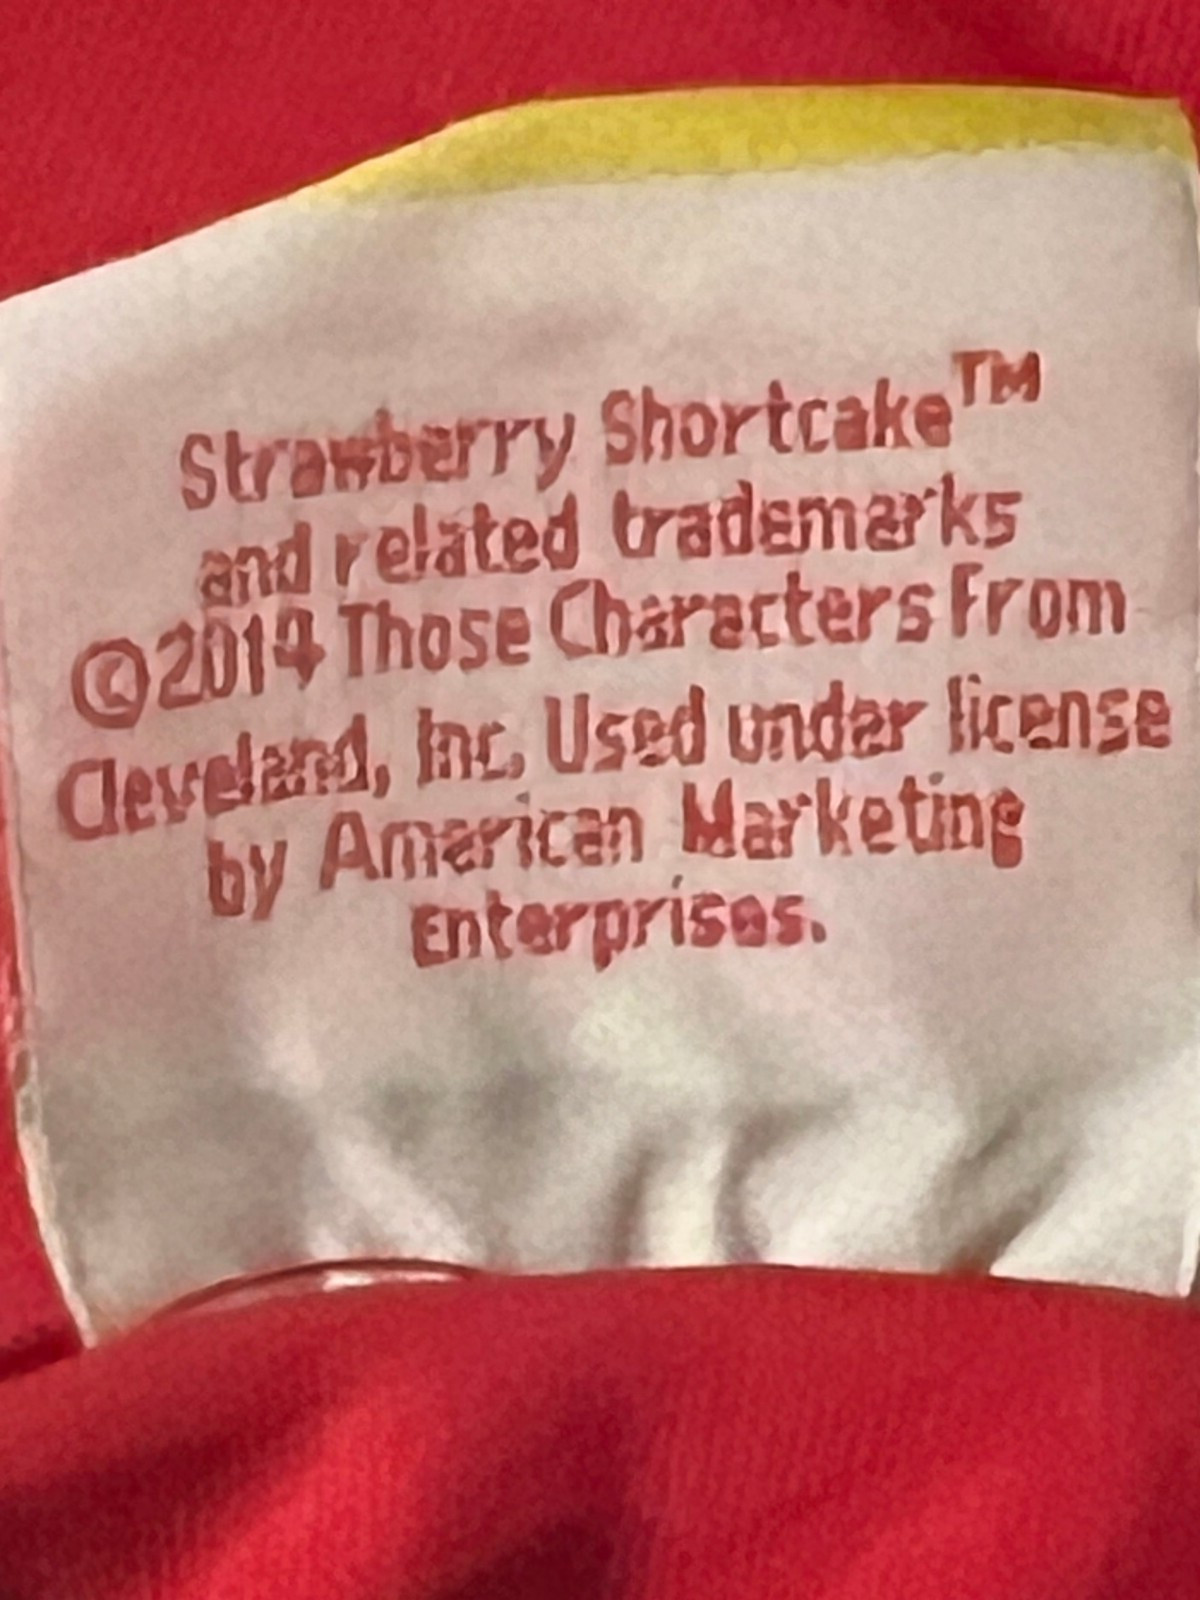 Strawberry Shortcake™
and related trademarks
©2014 Those Characters From
Cleveland, Inc. Used under license
by American Marketing
Enterprises.